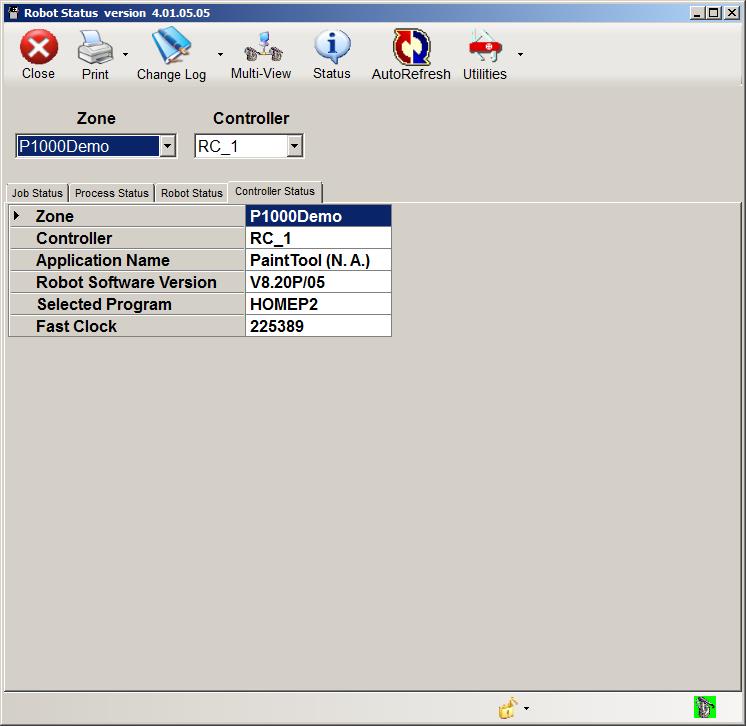 Robot Status version 4.01.05.05
Close Print Change Log Multi-View Status AutoRefresh Utilities
Zone Controller
P1000Demo RC_1
Job Status Process Status Robot Status Controller Status
Zone P1000Demo
Controller RC_1
Application Name PaintTool (N. A.)
Robot Software Version V8.20P/05
Selected Program HOMEP2
Fast Clock 225389